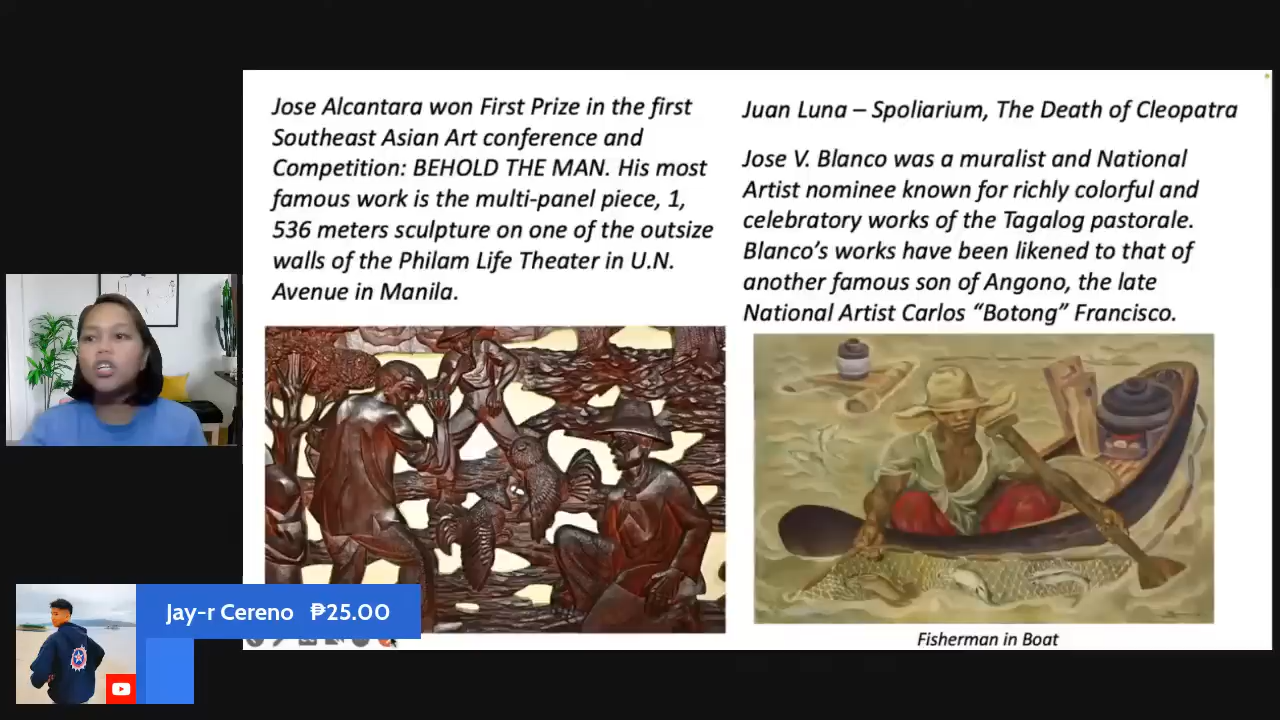 Jose Alcantara won First Prize in the first
Southeast Asian Art conference and
Competition: BEHOLD THE MAN. His most
famous work is the multi-panel piece, 1,
536 meters sculpture on one of the outsize
walls of the Philam Life Theater in U.N.
Avenue in Manila.
Juan Luna – Spoliarium, The Death of Cleopatra
Jose V. Blanco was a muralist and National
Artist nominee known for richly colorful and
celebratory works of the Tagalog pastorale.
Blanco’s works have been likened to that of
another famous son of Angono, the late
National Artist Carlos “Botong” Francisco.
Fisherman in Boat
Jay-r Cereno ₱25.00